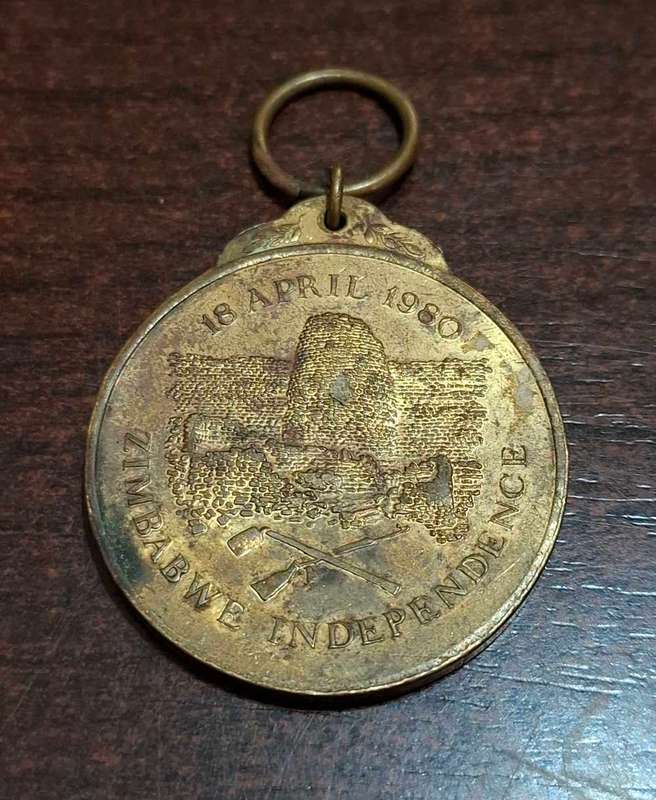 18 APRIL 1980
ZIMBABWE INDEPENDENCE